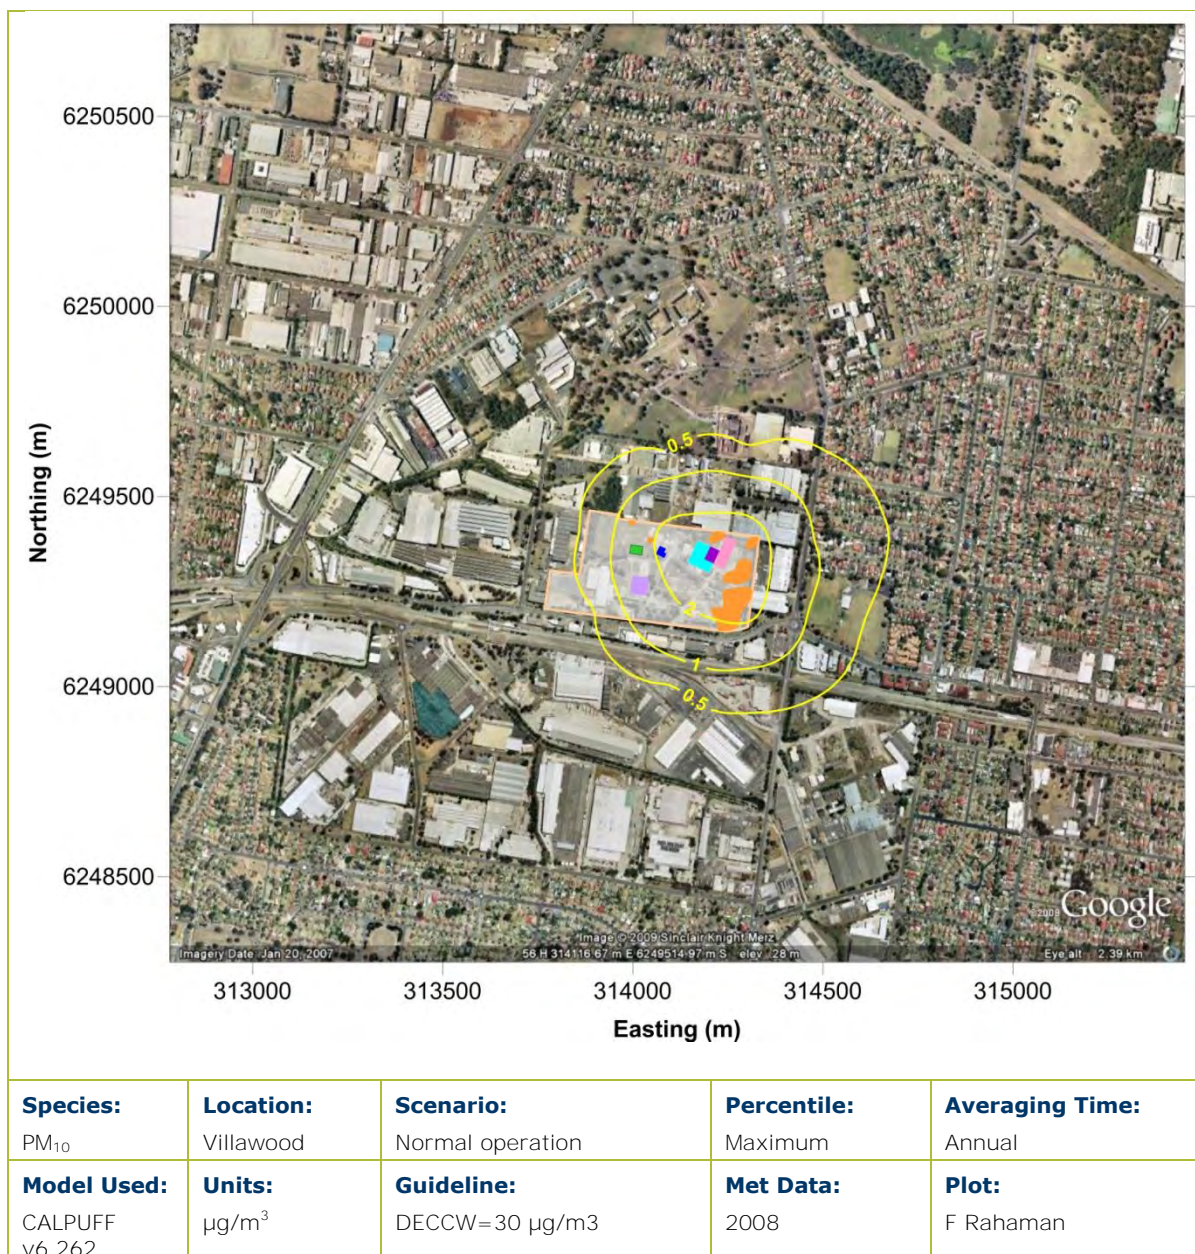 6250500
6250000
6249500
6249000
6248500
Northing (m)
0.5
1
2
0.5
©2009 Google
Image © 2009 Sinclair Knight Merz
Imagery Date: Jan 20, 2007
56 H 314116.67 m E 6249514.97 m S elev 28 m
Eye alt 2.39 km
313000 313500 314000 314500 315000
Easting (m)
Species: Location: Scenario: Percentile: Averaging Time:
PM₁₀ Villawood Normal operation Maximum Annual
Model Used: Units: Guideline: Met Data: Plot:
CALPUFF µg/m³ DECCW=30 µg/m3 2008 F Rahaman
v6.262